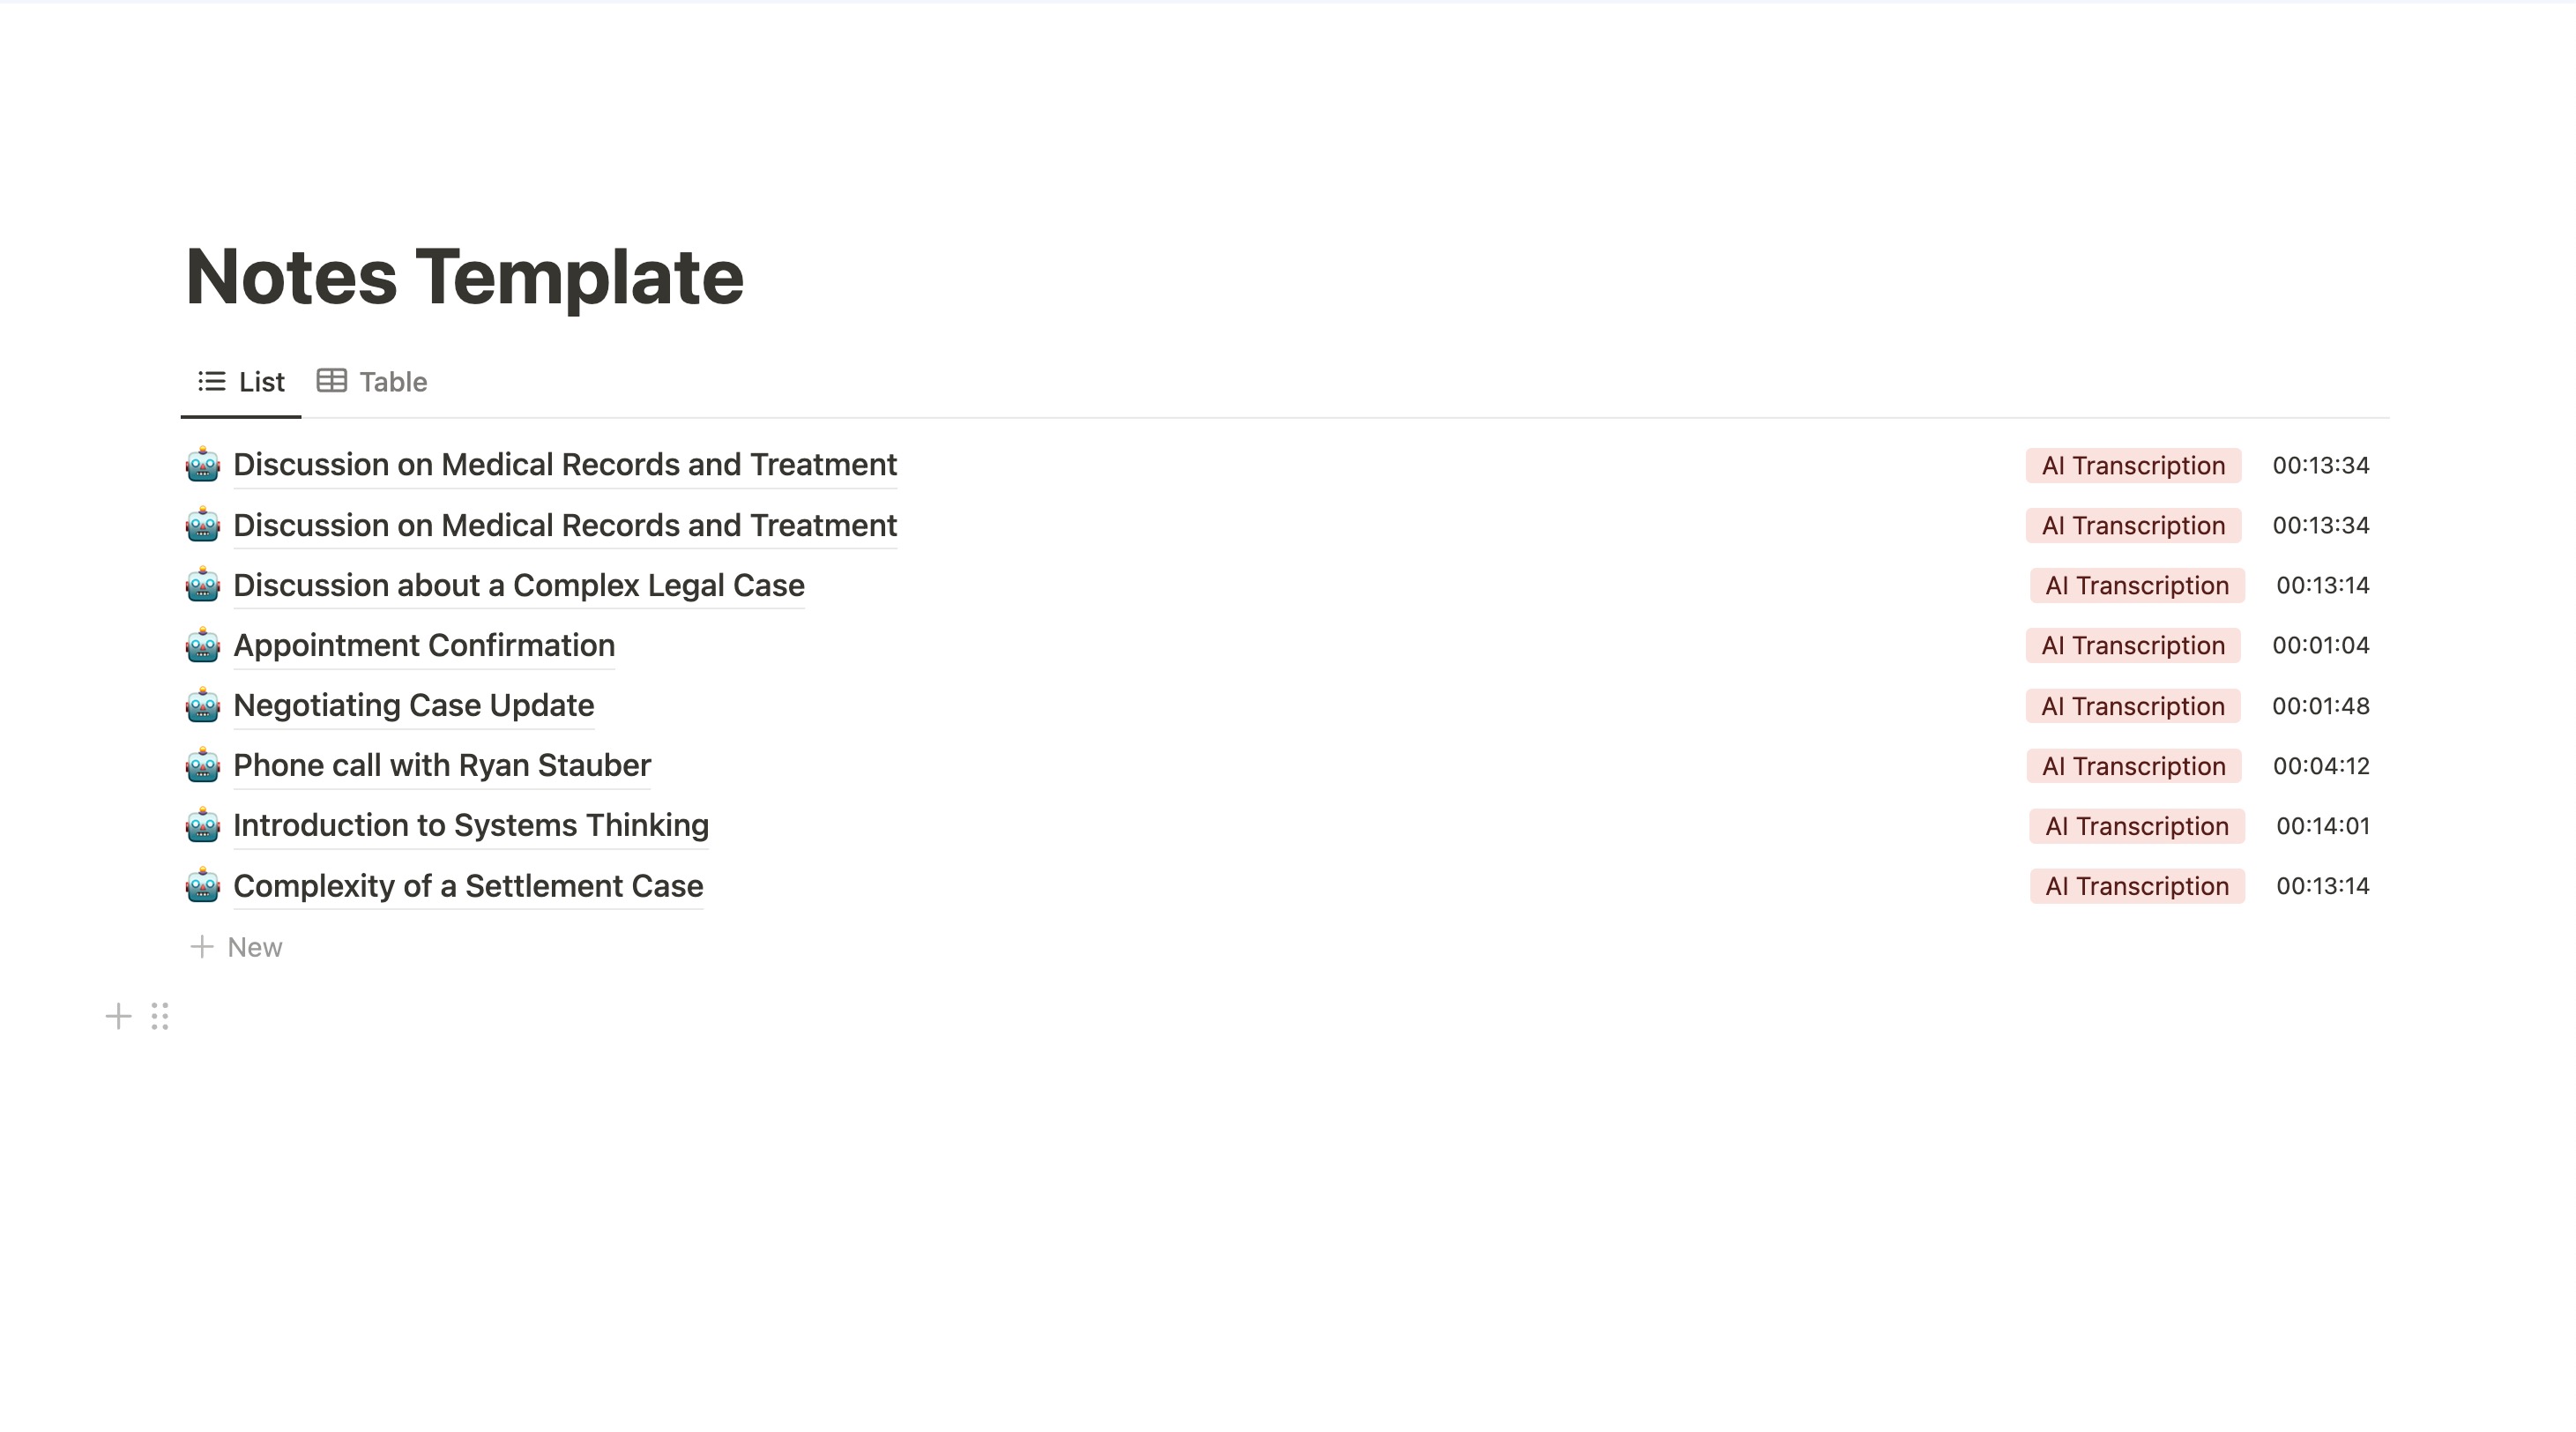 Notes Template
List Table
Discussion on Medical Records and Treatment AI Transcription 00:13:34
Discussion on Medical Records and Treatment AI Transcription 00:13:34
Discussion about a Complex Legal Case AI Transcription 00:13:14
Appointment Confirmation AI Transcription 00:01:04
Negotiating Case Update AI Transcription 00:01:48
Phone call with Ryan Stauber AI Transcription 00:04:12
Introduction to Systems Thinking AI Transcription 00:14:01
Complexity of a Settlement Case AI Transcription 00:13:14
New